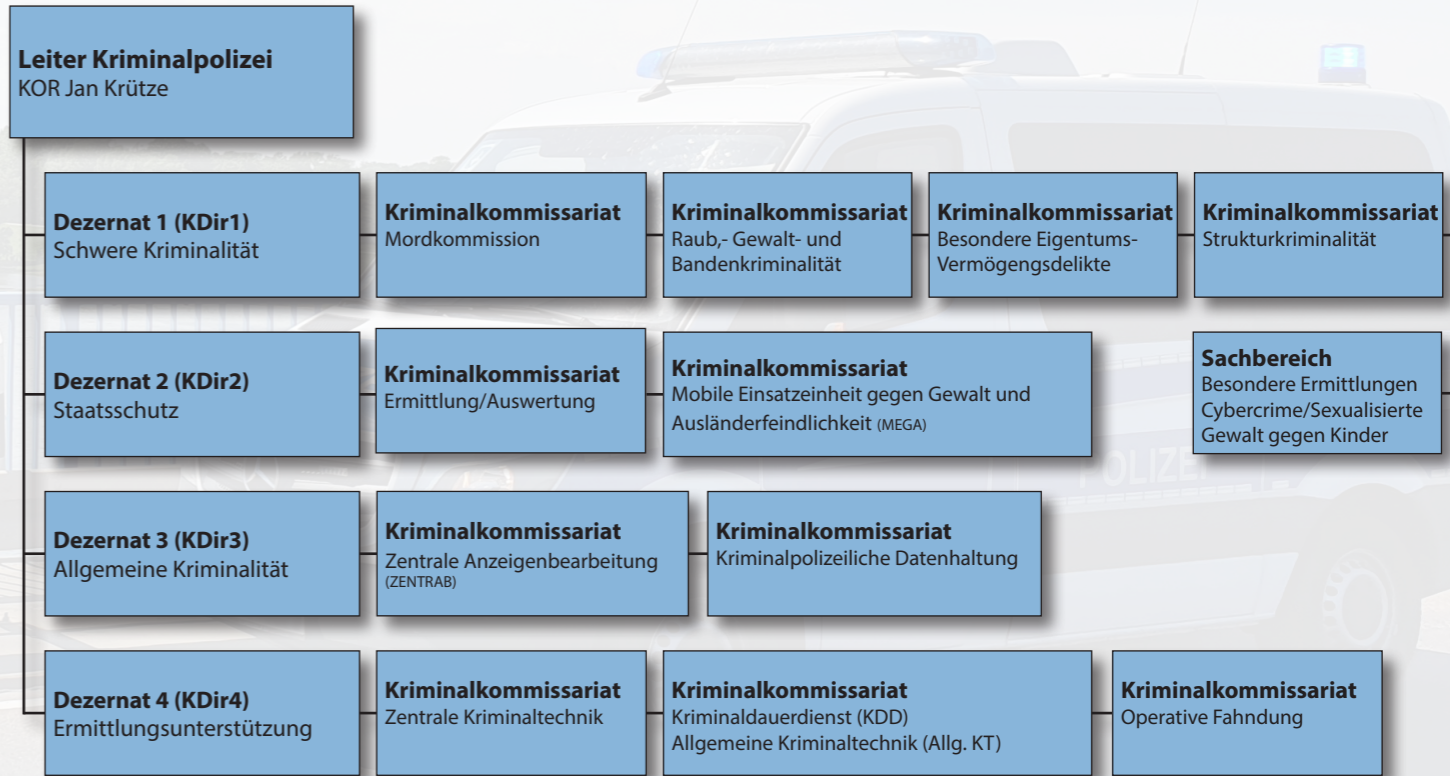 Leiter Kriminalpolizei
KOR Jan Krütze
Dezernat 1 (KDir1)
Schwere Kriminalität
Kriminalkommissariat
Mordkommission
Kriminalkommissariat
Raub,- Gewalt- und
Bandenkriminalität
Kriminalkommissariat
Besondere Eigentums-
Vermögengsdelikte
Kriminalkommissariat
Strukturkriminalität
Dezernat 2 (KDir2)
Staatsschutz
Kriminalkommissariat
Ermittlung/Auswertung
Kriminalkommissariat
Mobile Einsatzeinheit gegen Gewalt und
Ausländerfeindlichkeit (MEGA)
Sachbereich
Besondere Ermittlungen
Cybercrime/Sexualisierte
Gewalt gegen Kinder
POLIZEI
Dezernat 3 (KDir3)
Allgemeine Kriminalität
Kriminalkommissariat
Zentrale Anzeigenbearbeitung
(ZENTRAB)
Kriminalkommissariat
Kriminalpolizeiliche Datenhaltung
Dezernat 4 (KDir4)
Ermittlungsunterstützung
Kriminalkommissariat
Zentrale Kriminaltechnik
Kriminalkommissariat
Kriminaldauerdienst (KDD)
Allgemeine Kriminaltechnik (Allg. KT)
Kriminalkommissariat
Operative Fahndung